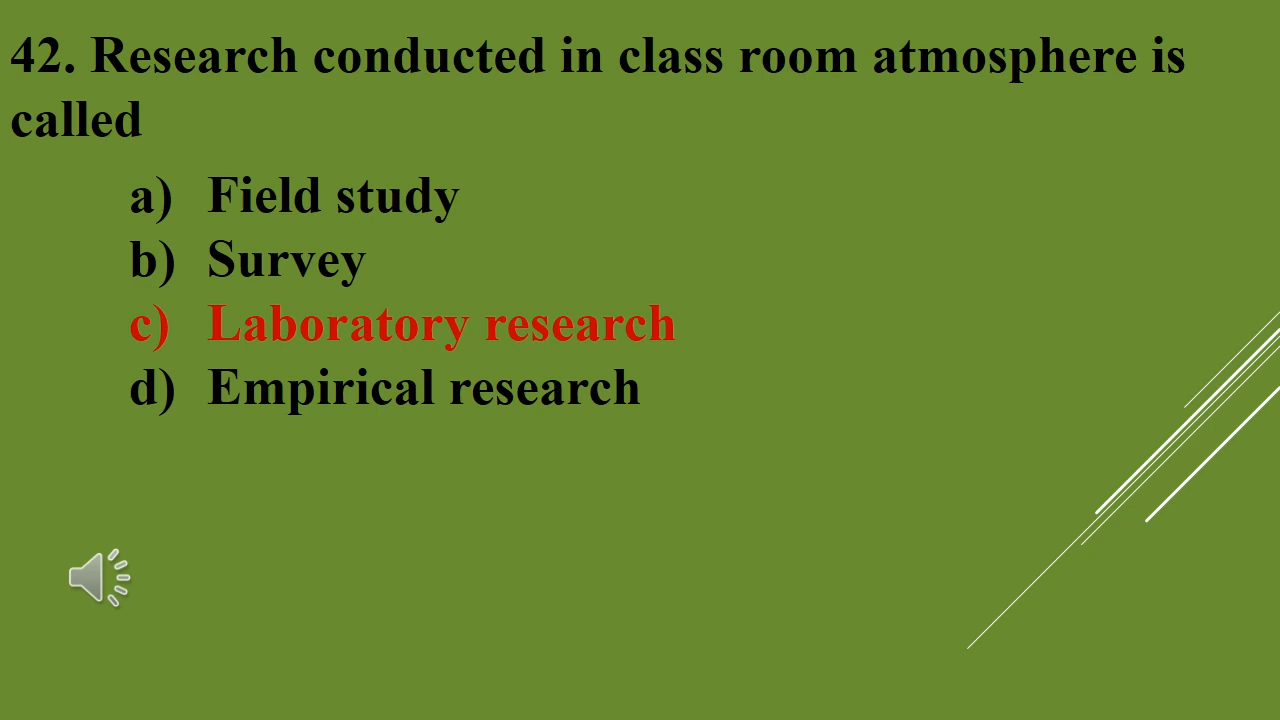 42. Research conducted in class room atmosphere is
called
a) Field study
b) Survey
c) Laboratory research
d) Empirical research